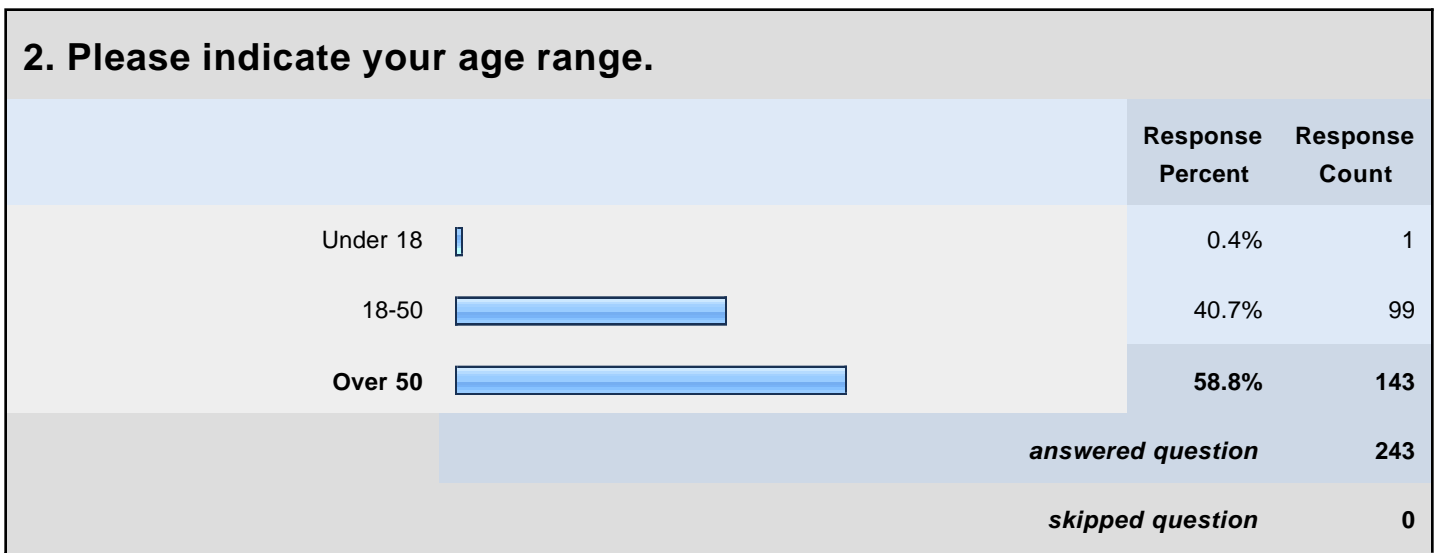 2. Please indicate your age range.
Response Percent Response Count
Under 18 0.4% 1
18-50 40.7% 99
Over 50 58.8% 143
answered question 243
skipped question 0